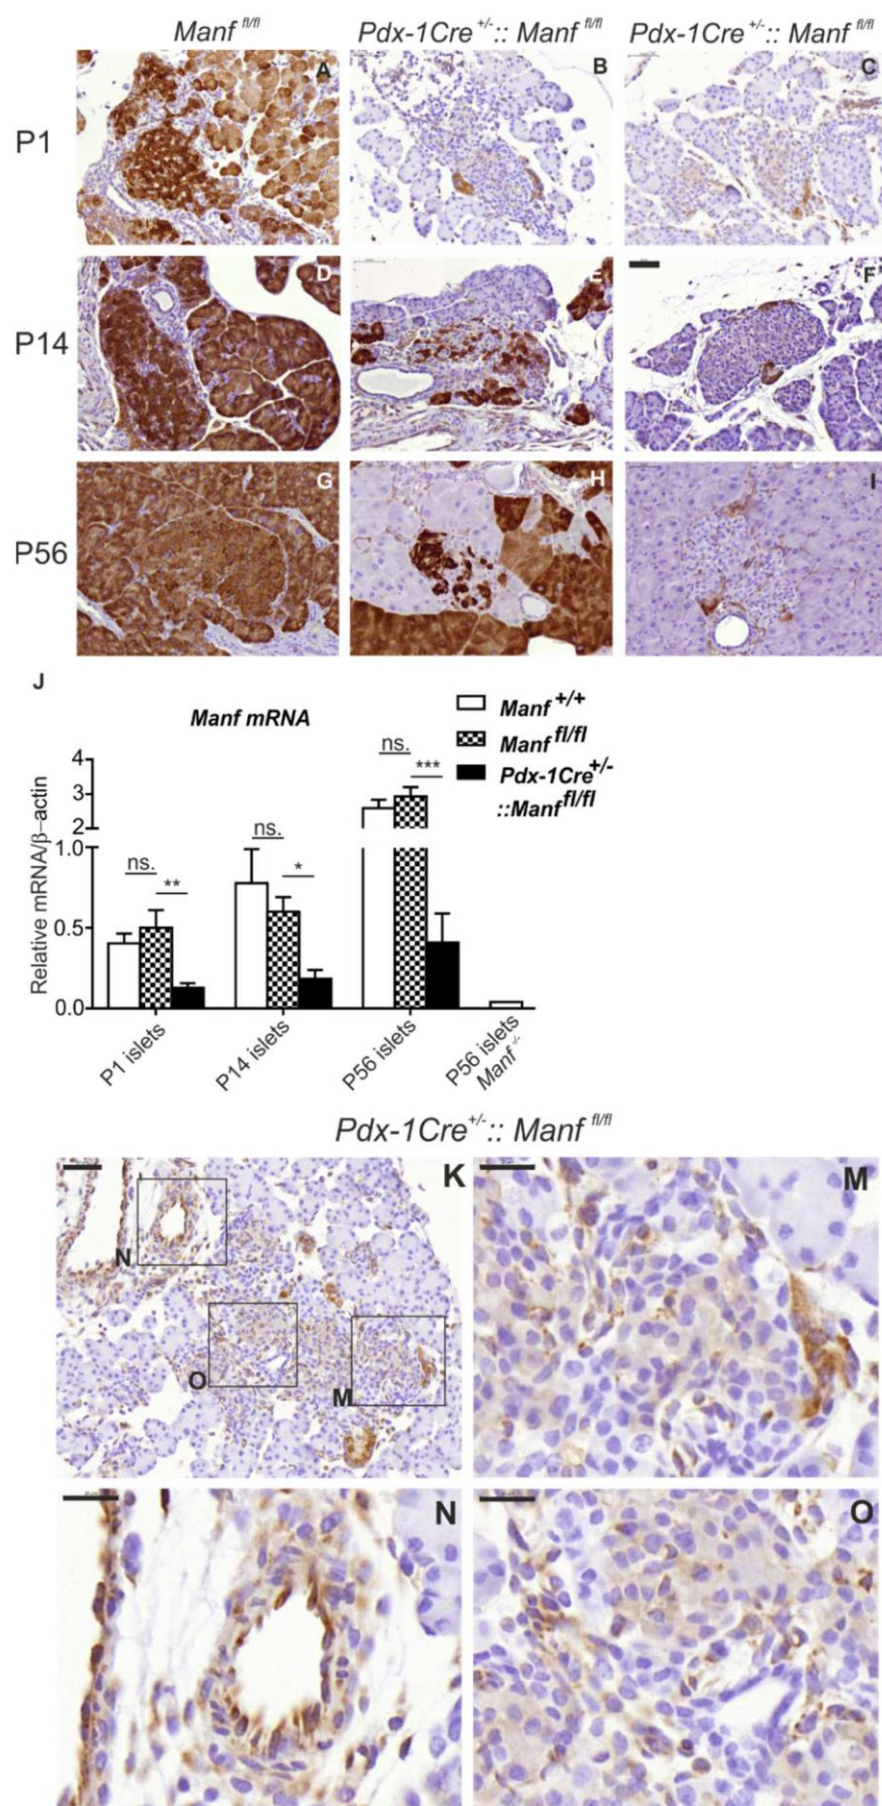 Manf fl/fl Pdx-1Cre+/-:: Manf fl/fl Pdx-1Cre+/-:: Manf fl/fl
P1
A B C
P14
D E F
P56
G H I
J
Manf mRNA
Manf+/+
Manf fl/fl
Pdx-1Cre+/-
::Manf fl/fl
Relative mRNA/β–actin
4
3
2
1.0
0.5
0.0
ns. **
ns. *
ns. ***
P1 islets
P14 islets
P56 islets
P56 islets
Manf-/-
Pdx-1Cre+/-:: Manf fl/fl
K M
N
O
M
N O